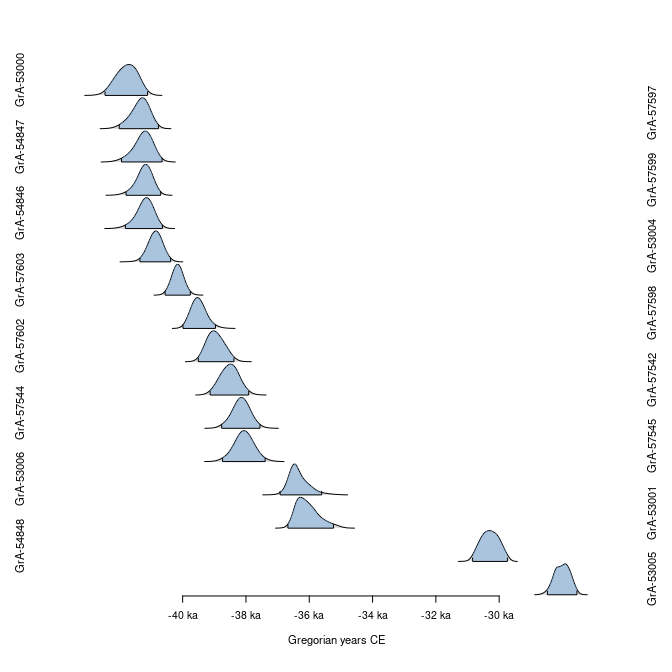 GrA-53000
GrA-57597
GrA-54847
GrA-57599
GrA-54846
GrA-53004
GrA-57603
GrA-57598
GrA-57602
GrA-57542
GrA-57544
GrA-57545
GrA-53006
GrA-53001
GrA-54848
GrA-53005
-40 ka -38 ka -36 ka -34 ka -32 ka -30 ka
Gregorian years CE